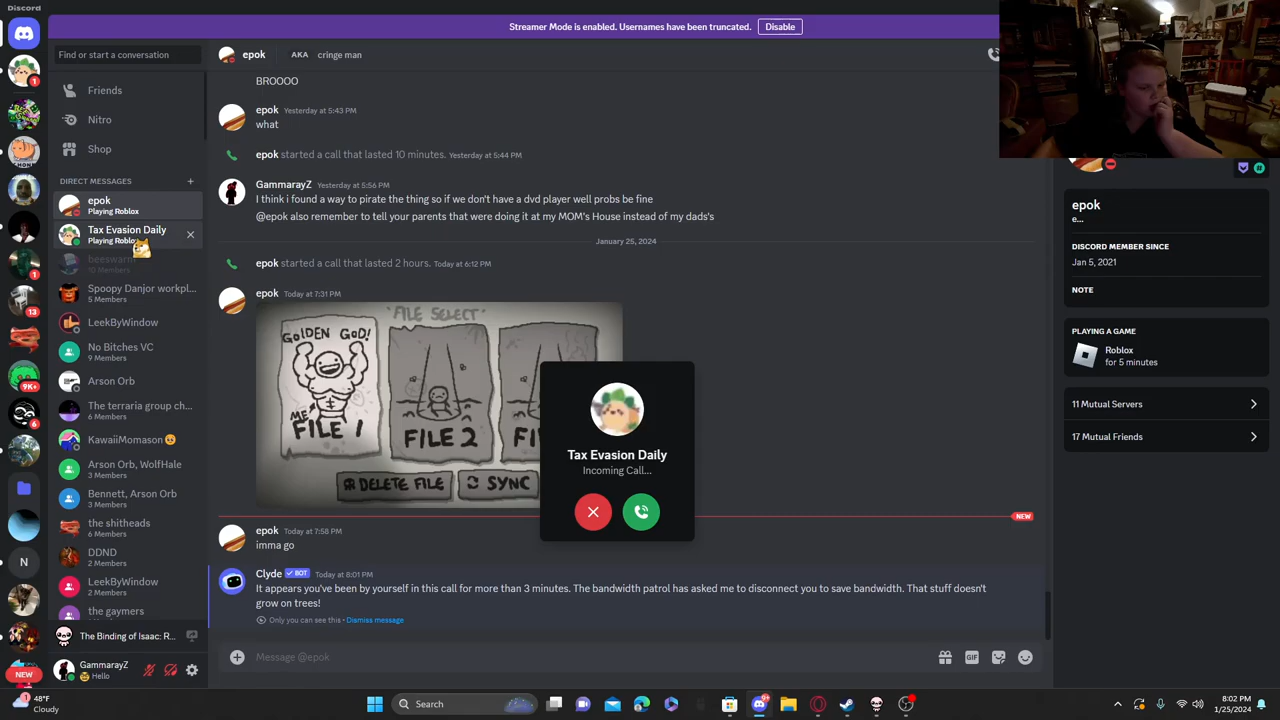 Discord
Streamer Mode is enabled. Usernames have been truncated.
Disable
Find or start a conversation
epok
AKA
cringe man
Friends
Nitro
Shop
DIRECT MESSAGES
epok
Playing Roblox
Tax Evasion Daily
Playing Roblox
beeswarm
10 Members
Spoopy Danjor workpl...
5 Members
LeekByWindow
No Bitches VC
9 Members
Arson Orb
The terraria group ch...
6 Members
KawaiiMomason
Arson Orb, WolfHale
3 Members
Bennett, Arson Orb
3 Members
the shitheads
6 Members
DDND
2 Members
LeekByWindow
2 Members
the gaymers
The Binding of Isaac: R...
GammarayZ
Hello
1
1
13
9K+
6
N
NEW
BROOOO
epok Yesterday at 5:43 PM
what
epok started a call that lasted 10 minutes. Yesterday at 5:44 PM
GammarayZ Yesterday at 5:56 PM
I think i found a way to pirate the thing so if we don't have a dvd player well probs be fine
@epok also remember to tell your parents that were doing it at my MOM's House instead of my dads's
January 25, 2024
epok started a call that lasted 2 hours. Today at 6:12 PM
epok Today at 7:31 PM
FILE SELECT
GOLDEN GOD!
ME
FILE 1
FILE 2
DELETE FILE
SYNC
Tax Evasion Daily
Incoming Call...
NEW
epok Today at 7:58 PM
imma go
Clyde BOT Today at 8:01 PM
It appears you've been by yourself in this call for more than 3 minutes. The bandwidth patrol has asked me to disconnect you to save bandwidth. That stuff doesn't
grow on trees!
Only you can see this • Dismiss message
Message @epok
GIF
epok
e...
DISCORD MEMBER SINCE
Jan 5, 2021
NOTE
PLAYING A GAME
Roblox
for 5 minutes
11 Mutual Servers
17 Mutual Friends
48°F
Cloudy
Search
8:02 PM
1/25/2024